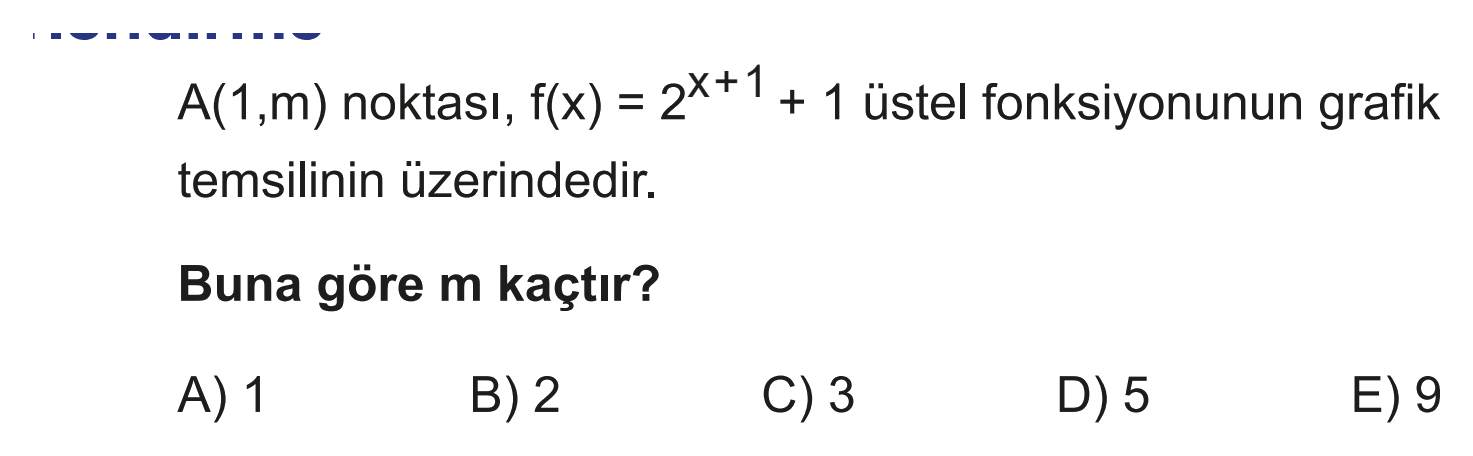 A(1,m) noktası, f(x) = 2^{x+1} + 1 üstel fonksiyonunun grafik
temsilinin üzerindedir.
Buna göre m kaçtır?
A) 1 B) 2 C) 3 D) 5 E) 9